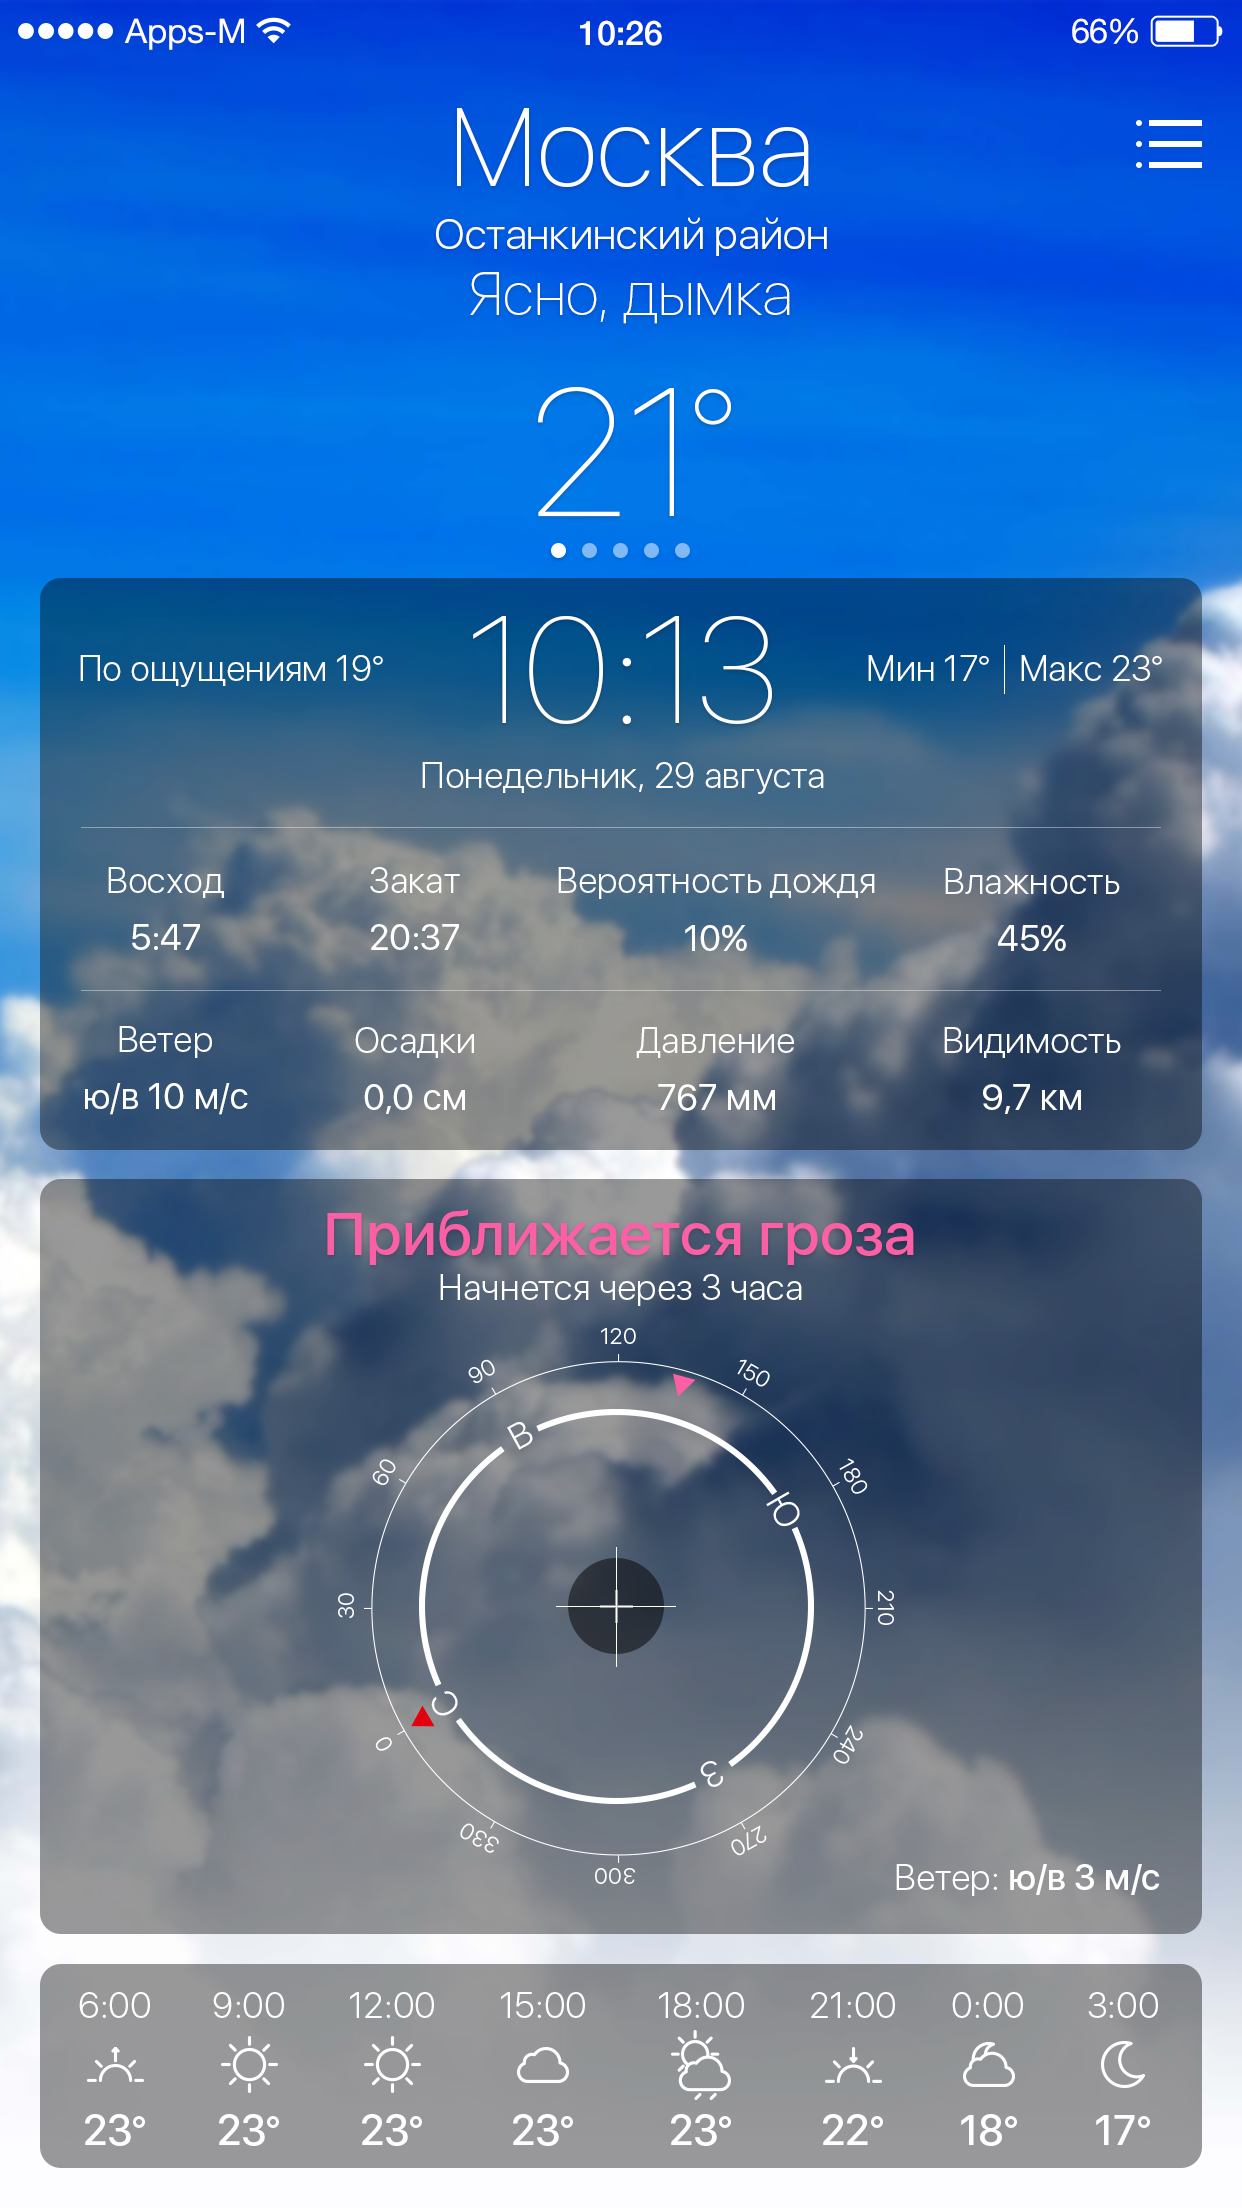 Apps-M 10:26 66%
Москва
Останкинский район
Ясно, дымка
21°
По ощущениям 19° 10:13 Мин 17° Макс 23°
Понедельник, 29 августа
Восход Закат Вероятность дождя Влажность
5:47 20:37 10% 45%
Ветер Осадки Давление Видимость
ю/в 10 м/с 0,0 см 767 мм 9,7 км
Приближается гроза
Начнется через 3 часа
120
90 150
В
60 180
Ю
30 210
С
0 240
З
330 270
300
Ветер: ю/в 3 м/с
6:00 9:00 12:00 15:00 18:00 21:00 0:00 3:00
23° 23° 23° 23° 23° 22° 18° 17°